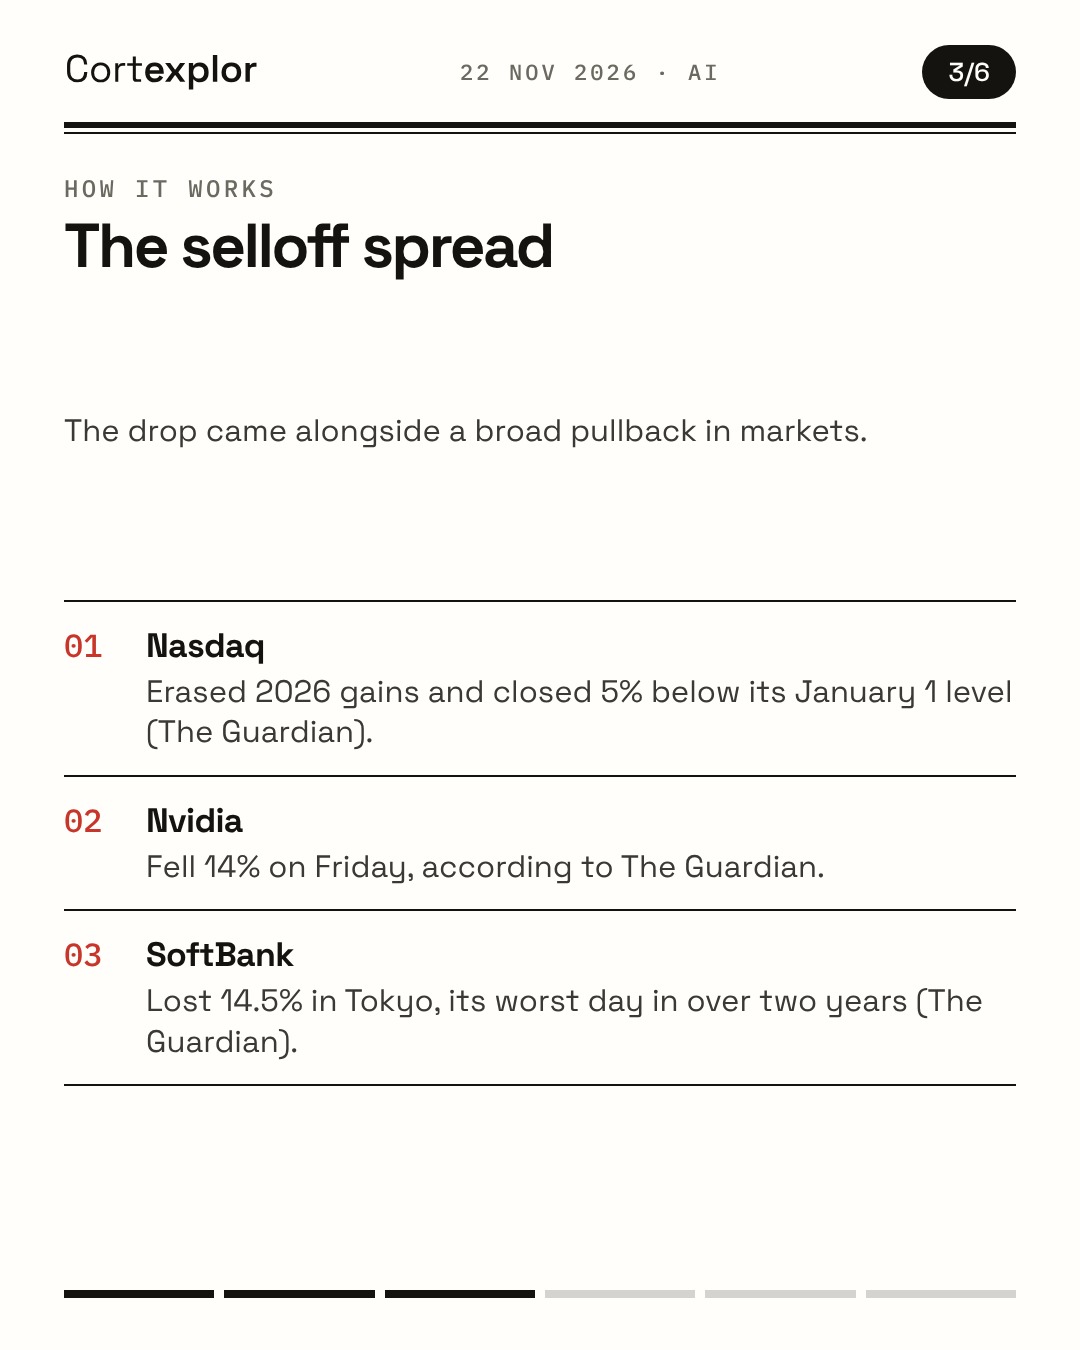 Cortexplor
22 NOV 2026 · AI
3/6
HOW IT WORKS
The selloff spread
The drop came alongside a broad pullback in markets.
01 Nasdaq
Erased 2026 gains and closed 5% below its January 1 level
(The Guardian).
02 Nvidia
Fell 14% on Friday, according to The Guardian.
03 SoftBank
Lost 14.5% in Tokyo, its worst day in over two years (The
Guardian).